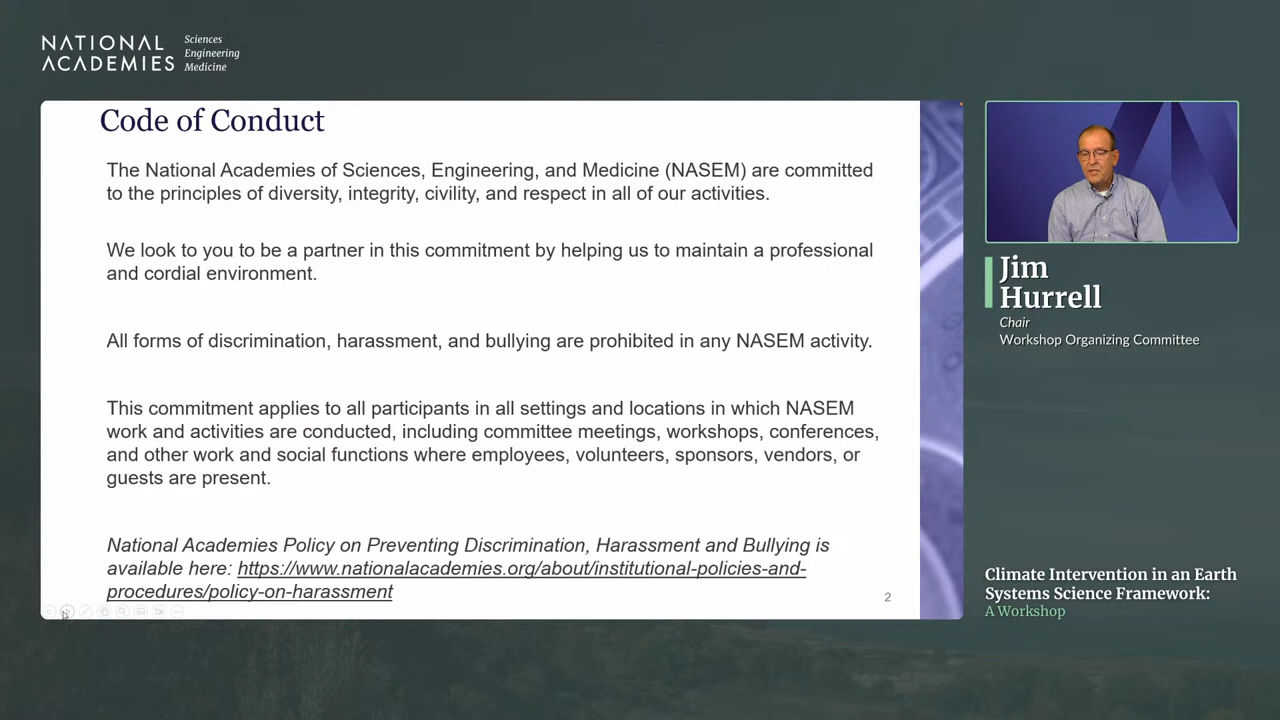 NATIONAL ACADEMIES
Sciences
Engineering
Medicine
Code of Conduct
The National Academies of Sciences, Engineering, and Medicine (NASEM) are committed
to the principles of diversity, integrity, civility, and respect in all of our activities.
We look to you to be a partner in this commitment by helping us to maintain a professional
and cordial environment.
All forms of discrimination, harassment, and bullying are prohibited in any NASEM activity.
This commitment applies to all participants in all settings and locations in which NASEM
work and activities are conducted, including committee meetings, workshops, conferences,
and other work and social functions where employees, volunteers, sponsors, vendors, or
guests are present.
National Academies Policy on Preventing Discrimination, Harassment and Bullying is
available here: https://www.nationalacademies.org/about/institutional-policies-and-
procedures/policy-on-harassment
2
Jim
Hurrell
Chair
Workshop Organizing Committee
Climate Intervention in an Earth
Systems Science Framework:
A Workshop